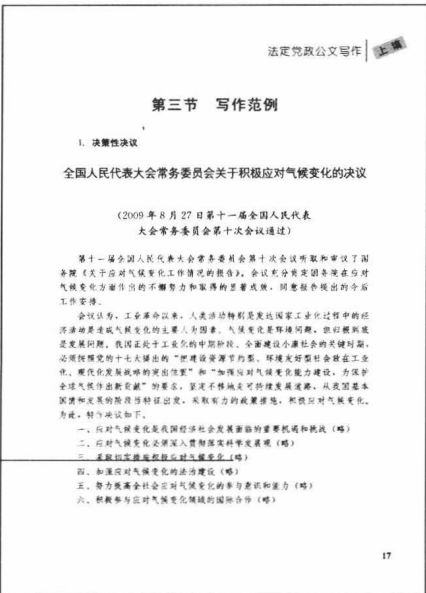 法定党政公文写作
上编
第三节 写作范例
1. 决策性决议
全国人民代表大会常务委员会关于积极应对气候变化的决议
(2009 年 8 月 27 日第十一届全国人民代表
大会常务委员会第十次会议通过)
第十一届全国人民代表大会常务委员会第十次会议听取和审议了国
务院《关于应对气候变化工作情况的报告》。会议充分肯定国务院在应对
气候变化方面作出的不懈努力和取得的显著成效，同意报告提出的今后
工作安排。
会议认为，工业革命以来，人类活动特别是发达国家工业化过程中的经
济活动是造成气候变化的主要人为因素。气候变化是环境问题，但归根到底
是发展问题。我国正处于工业化的中期阶段、全面建设小康社会的关键时期，
必须按照党的十七大提出的“把建设资源节约型、环境友好型社会放在工业
化、现代化发展战略的突出位置”和“加强应对气候变化能力建设，为保护
全球气候作出新贡献”的要求，坚定不移地走可持续发展道路，从我国基本
国情和发展的阶段性特征出发，采取有力的政策措施，积极应对气候变化。
为此，特作决议如下。
一、应对气候变化是我国经济社会发展面临的重要机遇和挑战（略）
二、应对气候变化必须深入贯彻落实科学发展观（略）
三、采取切实措施积极应对气候变化（略）
四、加强应对气候变化的法治建设（略）
五、努力提高全社会应对气候变化的参与意识和能力（略）
六、积极参与应对气候变化领域的国际合作（略）
17